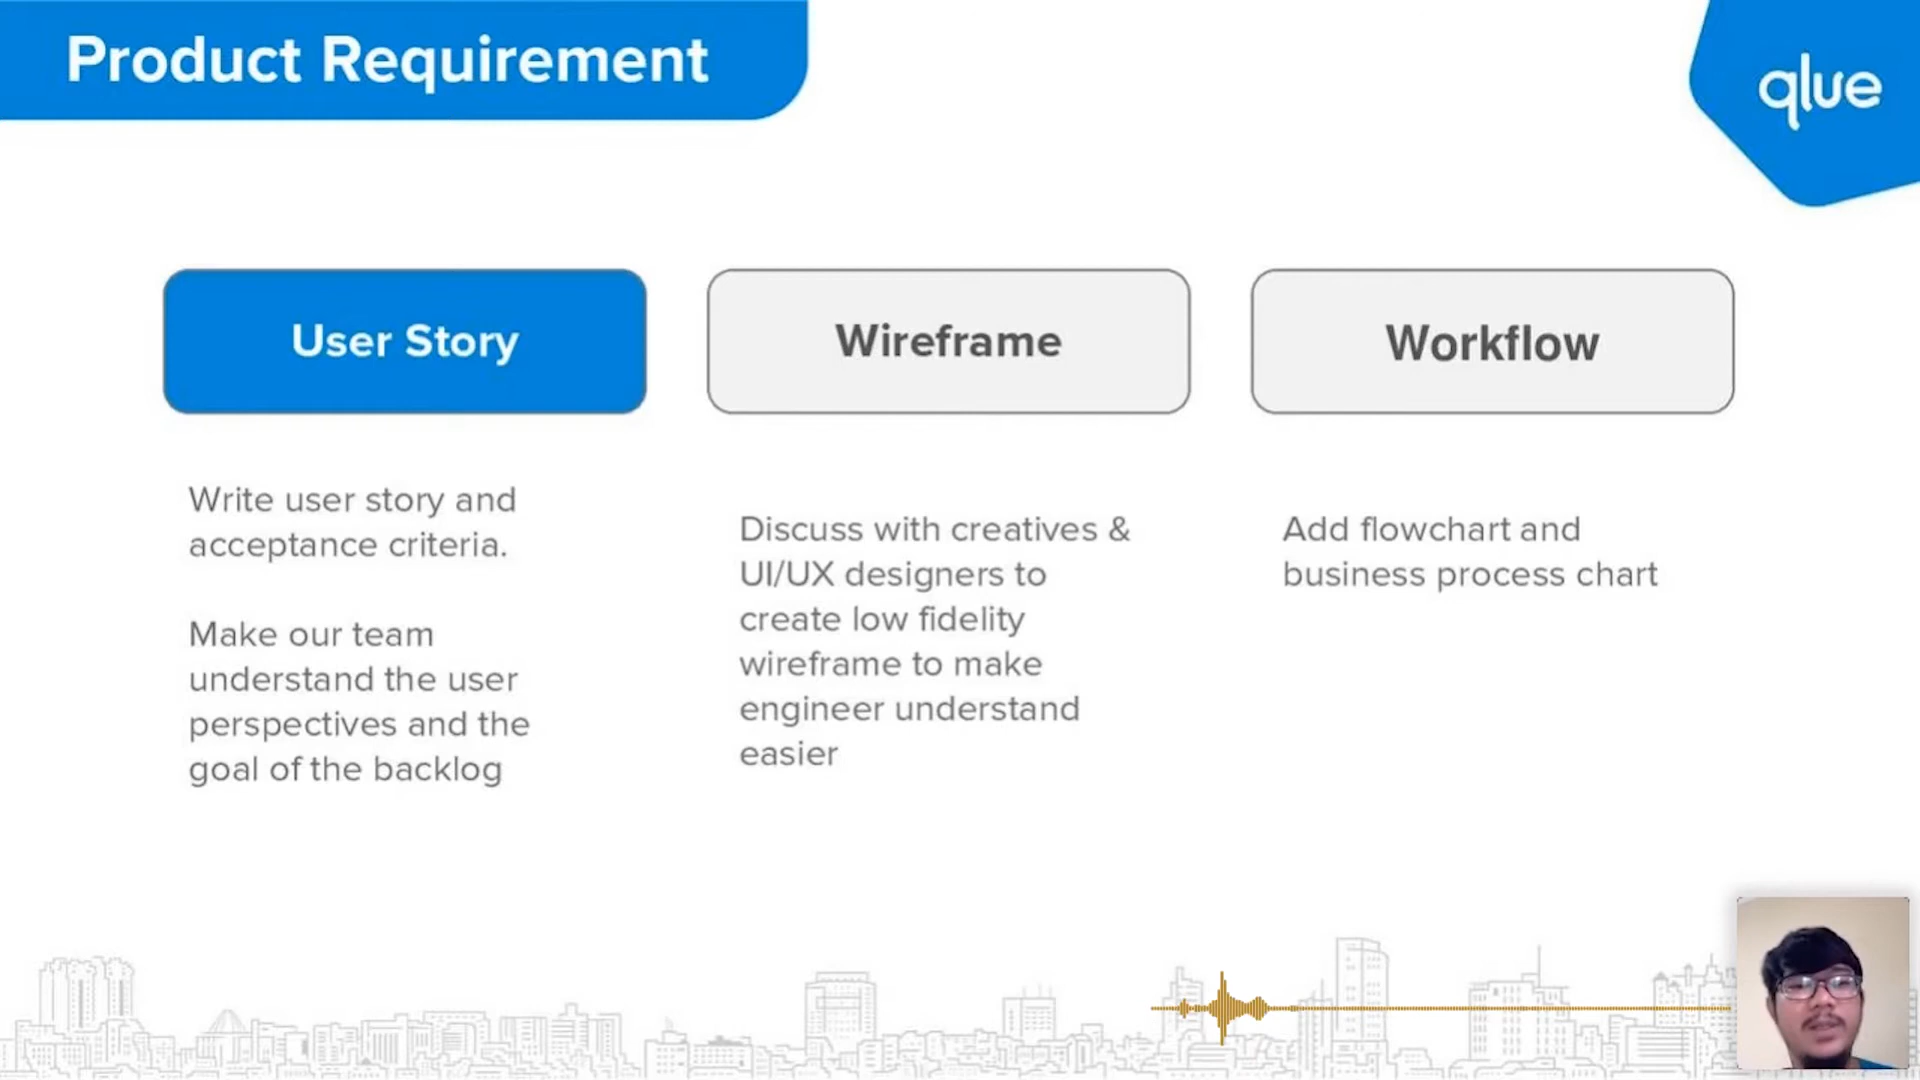 Product Requirement
qlue
User Story
Wireframe
Workflow
Write user story and
acceptance criteria.
Make our team
understand the user
perspectives and the
goal of the backlog
Discuss with creatives &
UI/UX designers to
create low fidelity
wireframe to make
engineer understand
easier
Add flowchart and
business process chart